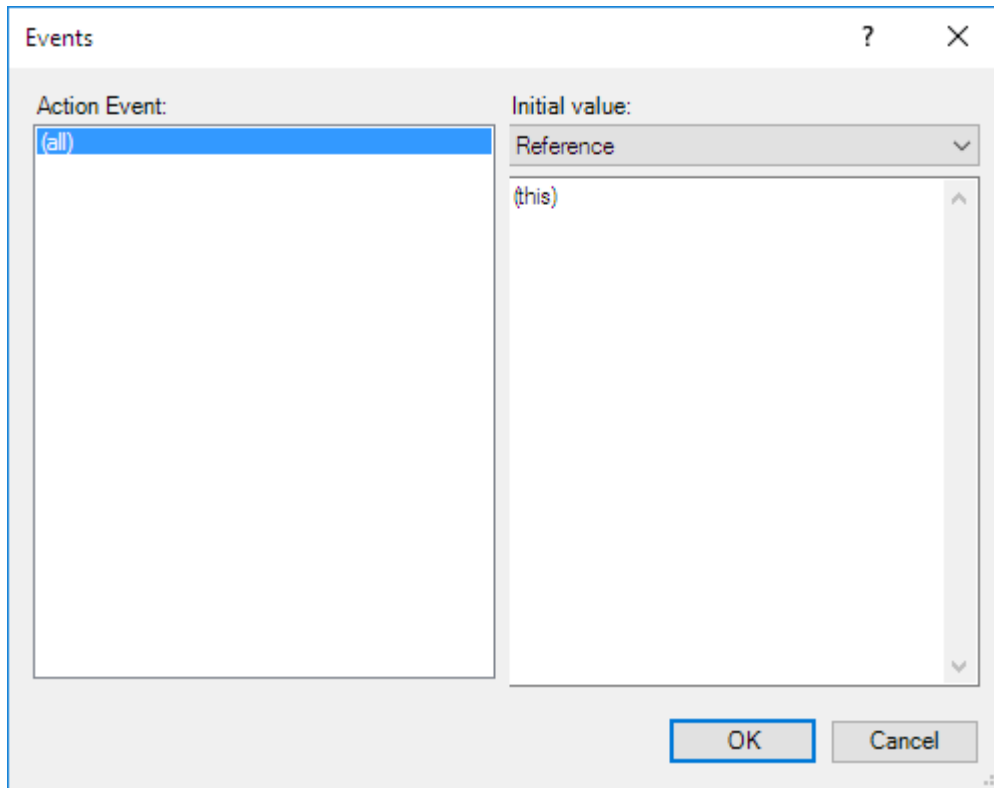 Events
Action Event:
Initial value:
(all)
Reference
(this)
OK
Cancel